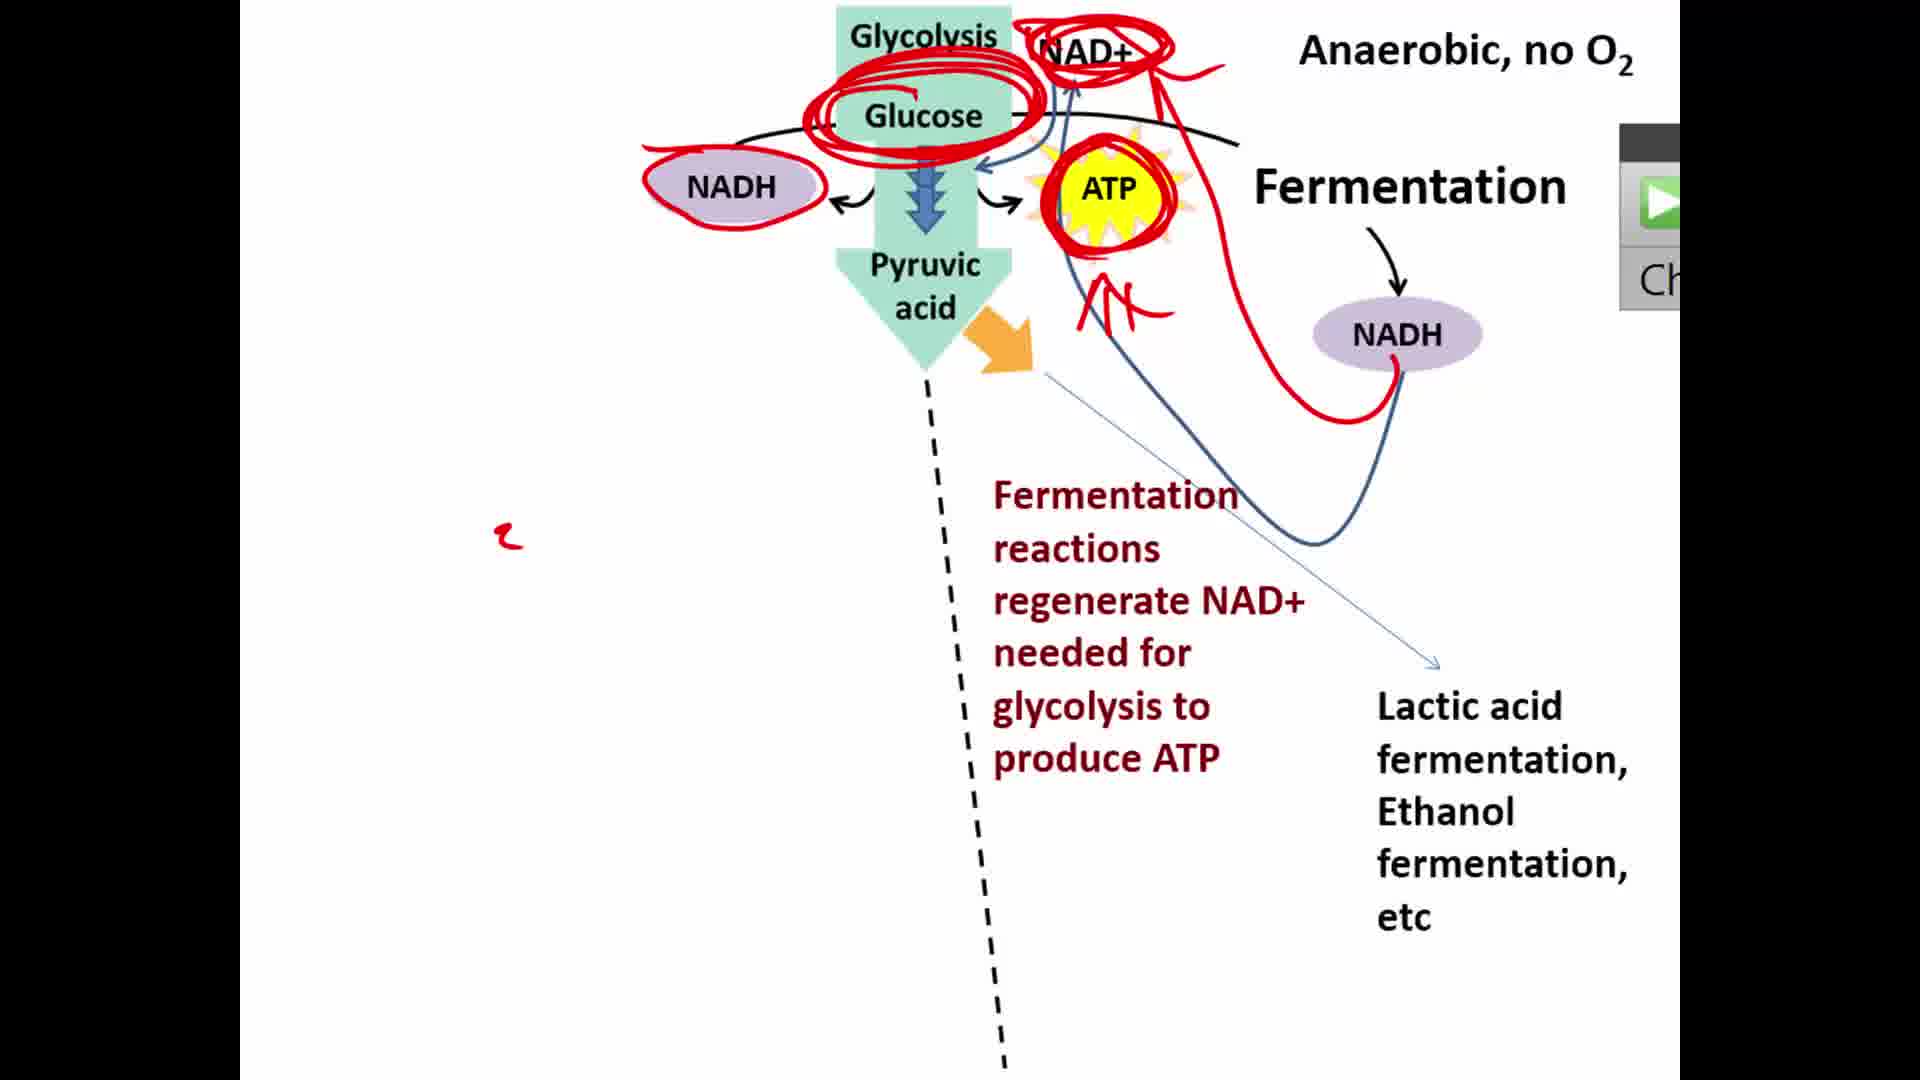 Glycolysis
NAD+
Anaerobic, no O2
Glucose
NADH
ATP
Fermentation
Pyruvic
acid
NADH
Ch
Fermentation
reactions
regenerate NAD+
needed for
glycolysis to
produce ATP
Lactic acid
fermentation,
Ethanol
fermentation,
etc